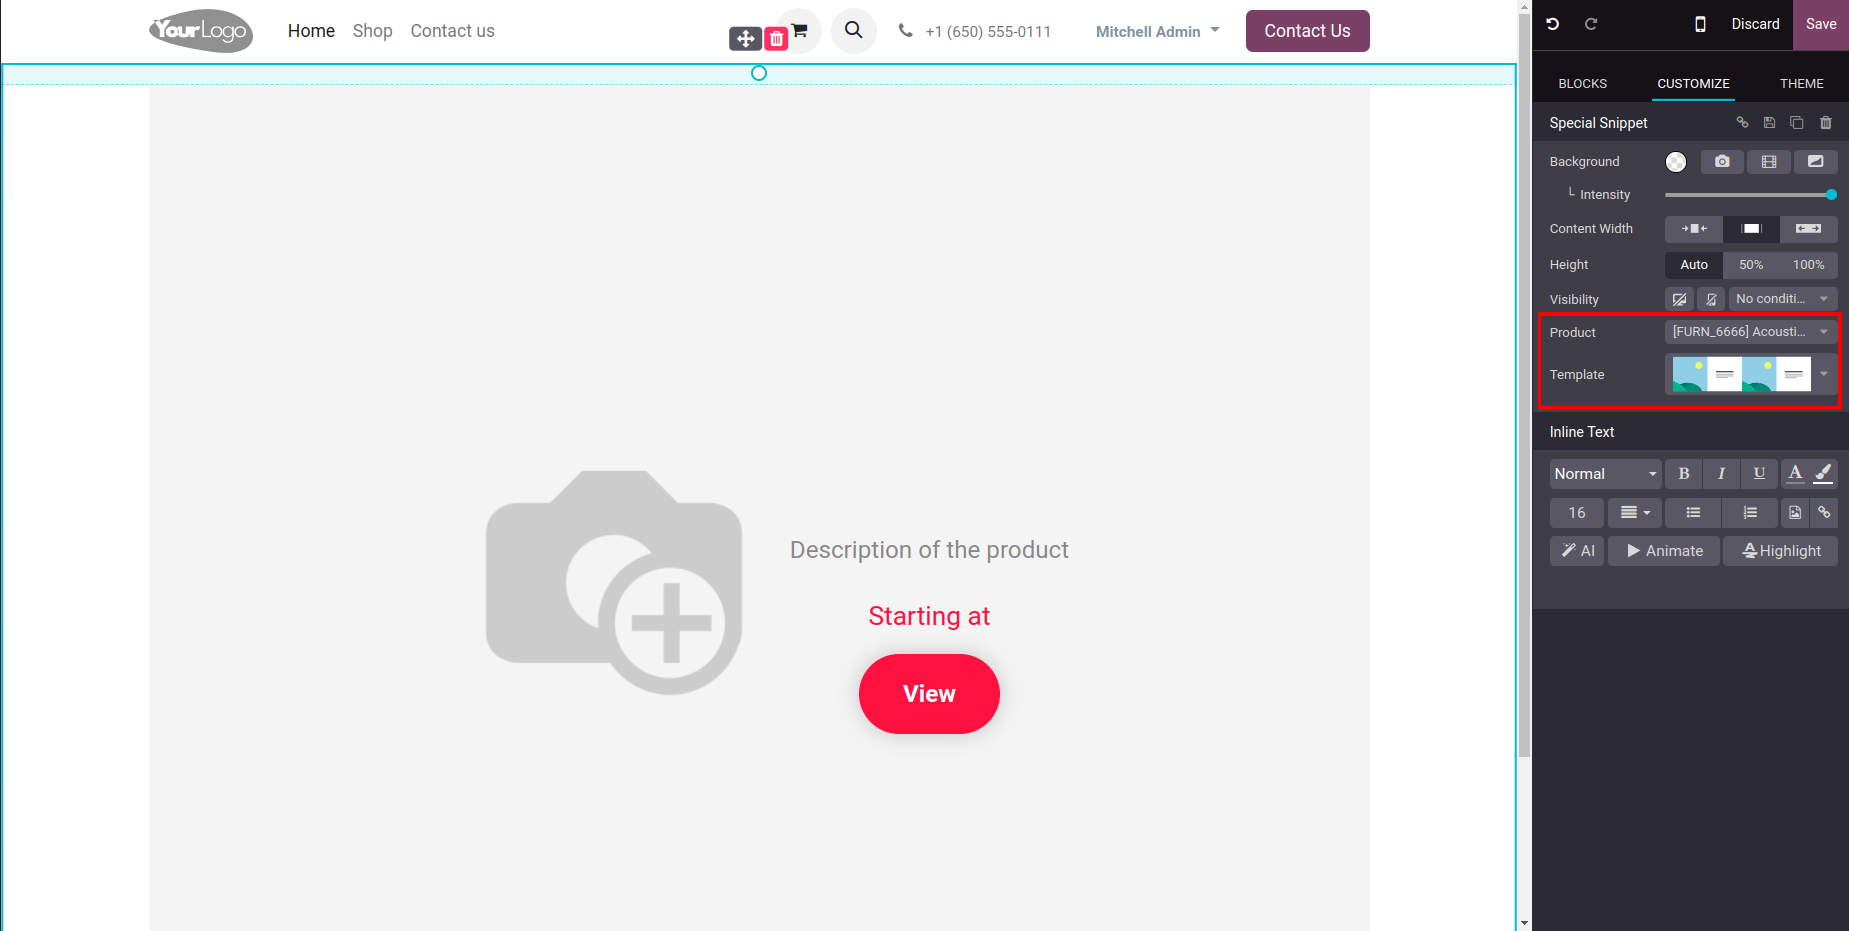 YourLogo
Home Shop Contact us
+1 (650) 555-0111
Mitchell Admin
Contact Us
Discard Save
BLOCKS CUSTOMIZE THEME
Special Snippet
Background
Intensity
Content Width
Height Auto 50% 100%
Visibility No conditi...
Product [FURN_6666] Acousti...
Template
Inline Text
Normal B I U A
16
AI Animate A Highlight
Description of the product
Starting at
View